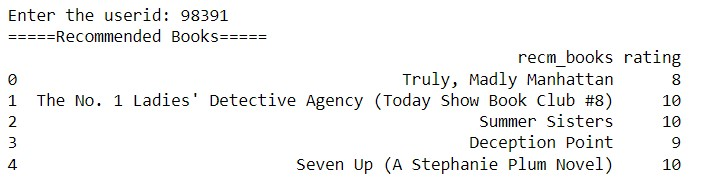 Enter the userid: 98391
=====Recommended Books=====
recm_books rating
0 Truly, Madly Manhattan 8
1 The No. 1 Ladies' Detective Agency (Today Show Book Club #8) 10
2 Summer Sisters 10
3 Deception Point 9
4 Seven Up (A Stephanie Plum Novel) 10